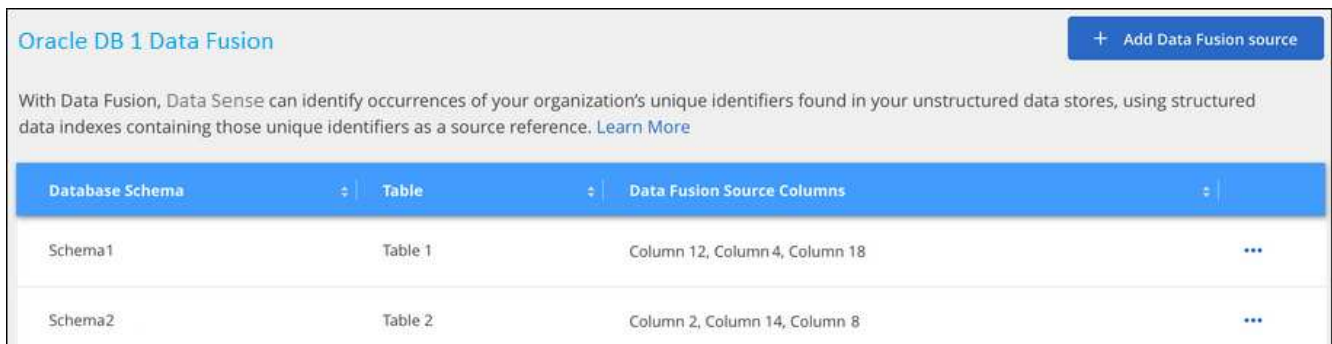 Oracle DB 1 Data Fusion
+ Add Data Fusion source
With Data Fusion, Data Sense can identify occurrences of your organization's unique identifiers found in your unstructured data stores, using structured
data indexes containing those unique identifiers as a source reference. Learn More
Database Schema Table Data Fusion Source Columns
Schema1 Table 1 Column 12, Column 4, Column 18
Schema2 Table 2 Column 2, Column 14, Column 8